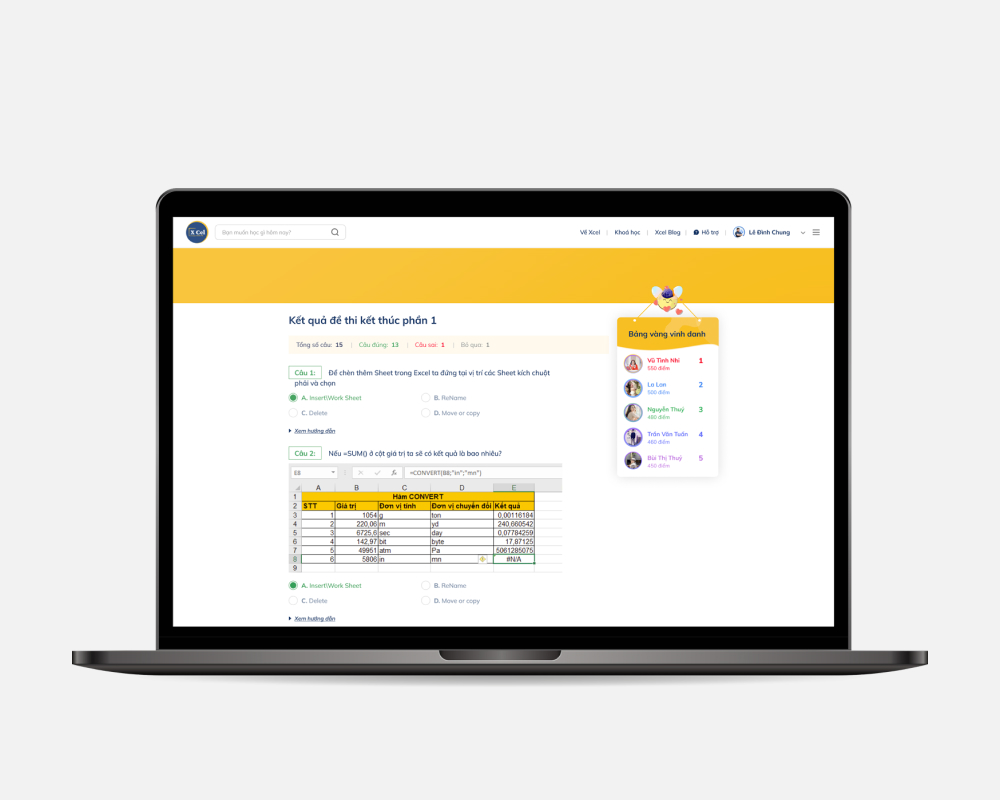 X Cel
Bạn muốn học gì hôm nay?
Về Xcel | Khoá học | Xcel Blog | Hỗ trợ | Lê Đình Chung
Kết quả đề thi kết thúc phần 1
Tổng số câu: 15 | Câu đúng: 13 | Câu sai: 1 | Bỏ qua: 1
Câu 1: Để chèn thêm Sheet trong Excel ta đứng tại vị trí các Sheet kích chuột
phải và chọn
A. Insert\Work Sheet B. ReName
C. Delete D. Move or copy
Xem hướng dẫn
Câu 2: Nếu =SUM() ở cột giá trị ta sẽ có kết quả là bao nhiêu?
E8 fx =CONVERT(B8;"in";"mn")
A B C D E
1 Hàm CONVERT
2 STT Giá trị Đơn vị tính Đơn vị chuyển đổi Kết quả
3 1 1054 g ton 0,00116184
4 2 220,06 m yd 240,660542
5 3 6725,6 sec day 0,07784259
6 4 142,97 bit byte 17,87125
7 5 49951 atm Pa 5061285075
8 6 5806 in mn #N/A
9
A. Insert\Work Sheet B. ReName
C. Delete D. Move or copy
Xem hướng dẫn
Bảng vàng vinh danh
Vũ Tình Nhi 1
550 điểm
La Lan 2
500 điểm
Nguyễn Thuý 3
480 điểm
Trần Văn Tuấn 4
460 điểm
Bùi Thị Thuý 5
450 điểm